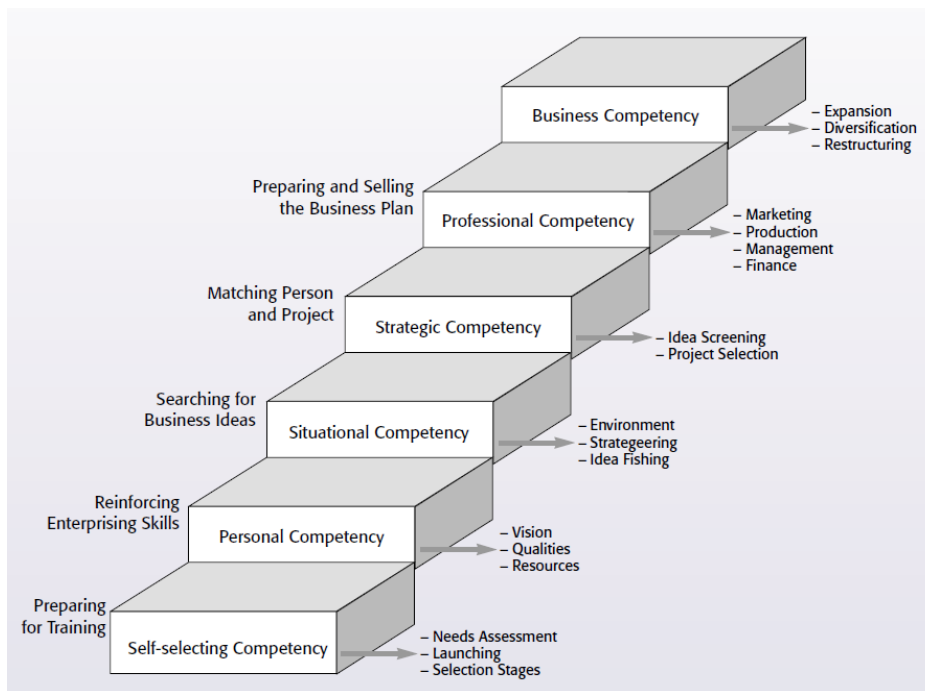 Business Competency
– Expansion
– Diversification
– Restructuring
Preparing and Selling
the Business Plan
Professional Competency
– Marketing
– Production
– Management
– Finance
Matching Person
and Project
Strategic Competency
– Idea Screening
– Project Selection
Searching for
Business Ideas
Situational Competency
– Environment
– Strategeering
– Idea Fishing
Reinforcing
Enterprising Skills
Personal Competency
– Vision
– Qualities
– Resources
Preparing
for Training
Self-selecting Competency
– Needs Assessment
– Launching
– Selection Stages